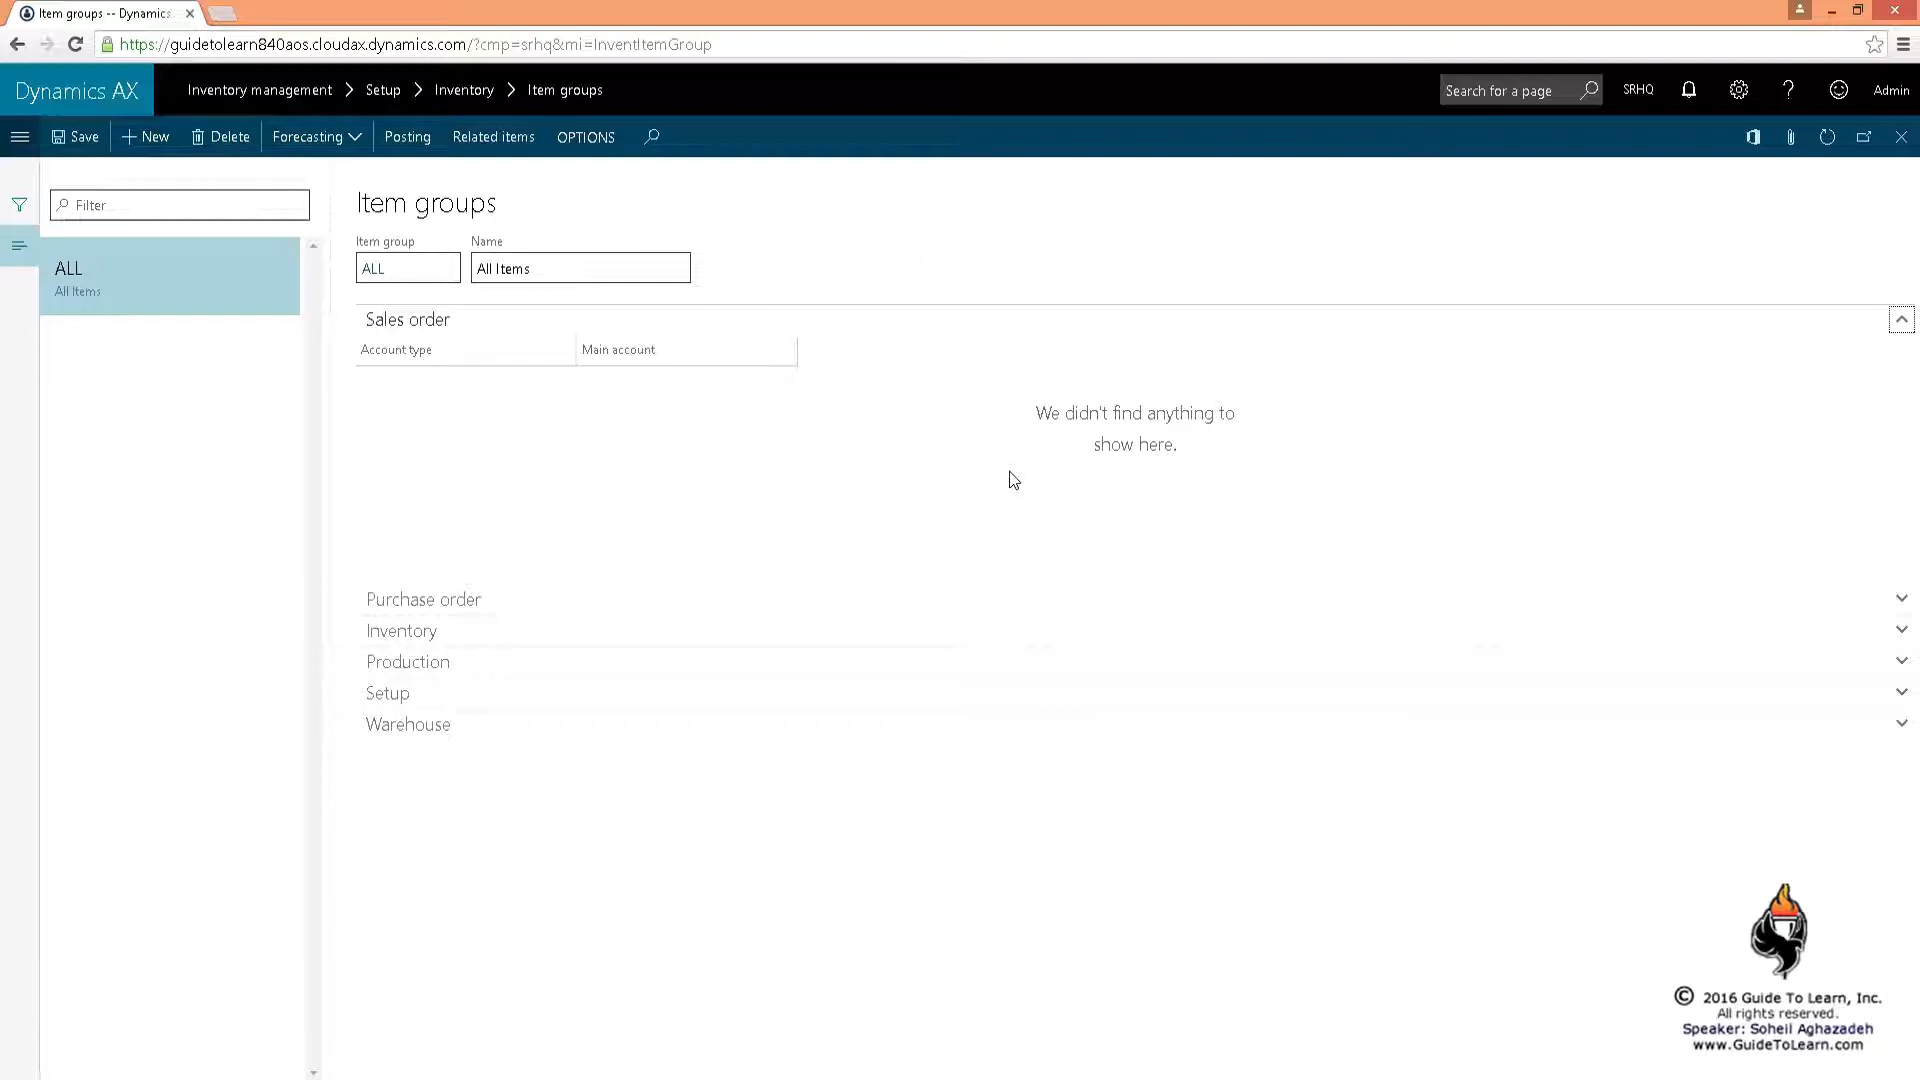 Item groups -- Dynamics
https://guidetolearn840aos.cloudax.dynamics.com/?cmp=srhq&mi=InventItemGroup
Dynamics AX
Inventory management > Setup > Inventory > Item groups
Search for a page
SRHQ
?
Admin
Save
New
Delete
Forecasting
Posting
Related items
OPTIONS
Filter
ALL
All Items
Item groups
Item group
Name
ALL
All Items
Sales order
Account type
Main account
We didn't find anything to
show here.
Purchase order
Inventory
Production
Setup
Warehouse
© 2016 Guide To Learn, Inc.
All rights reserved.
Speaker: Soheil Aghazadeh
www.GuideToLearn.com